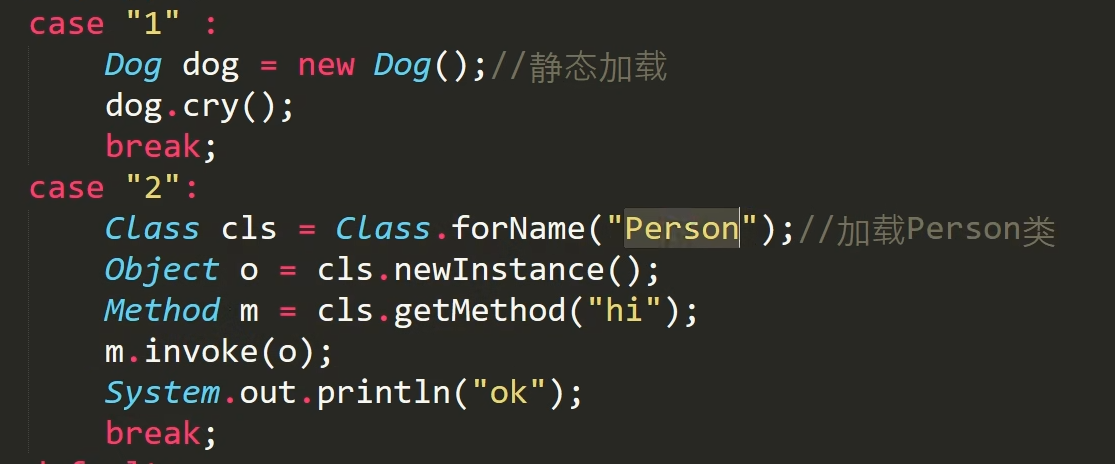 case "1" :
Dog dog = new Dog();//静态加载
dog.cry();
break;
case "2":
Class cls = Class.forName("Person");//加载Person类
Object o = cls.newInstance();
Method m = cls.getMethod("hi");
m.invoke(o);
System.out.println("ok");
break;